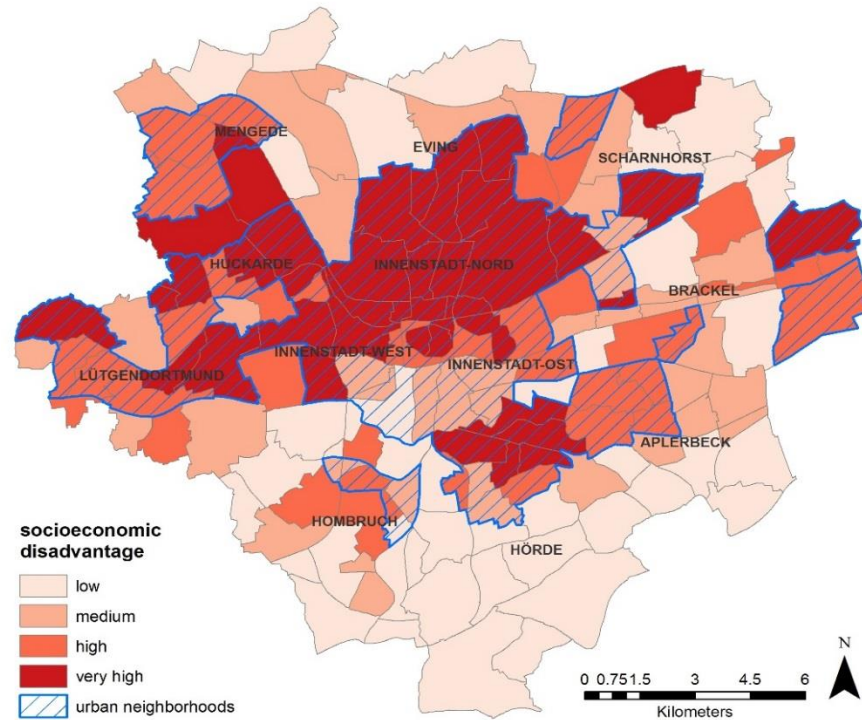 MENGEDE
EVING
SCHARNHORST
HUCKARDE
INNENSTADT-NORD
BRACKEL
INNENSTADT-WEST
INNENSTADT-OST
LÜTGENDORTMUND
APLERBECK
HOMBRUCH
HÖRDE
socioeconomic
disadvantage
low
medium
high
very high
urban neighborhoods
N
0 0.75 1.5 3 4.5 6
Kilometers